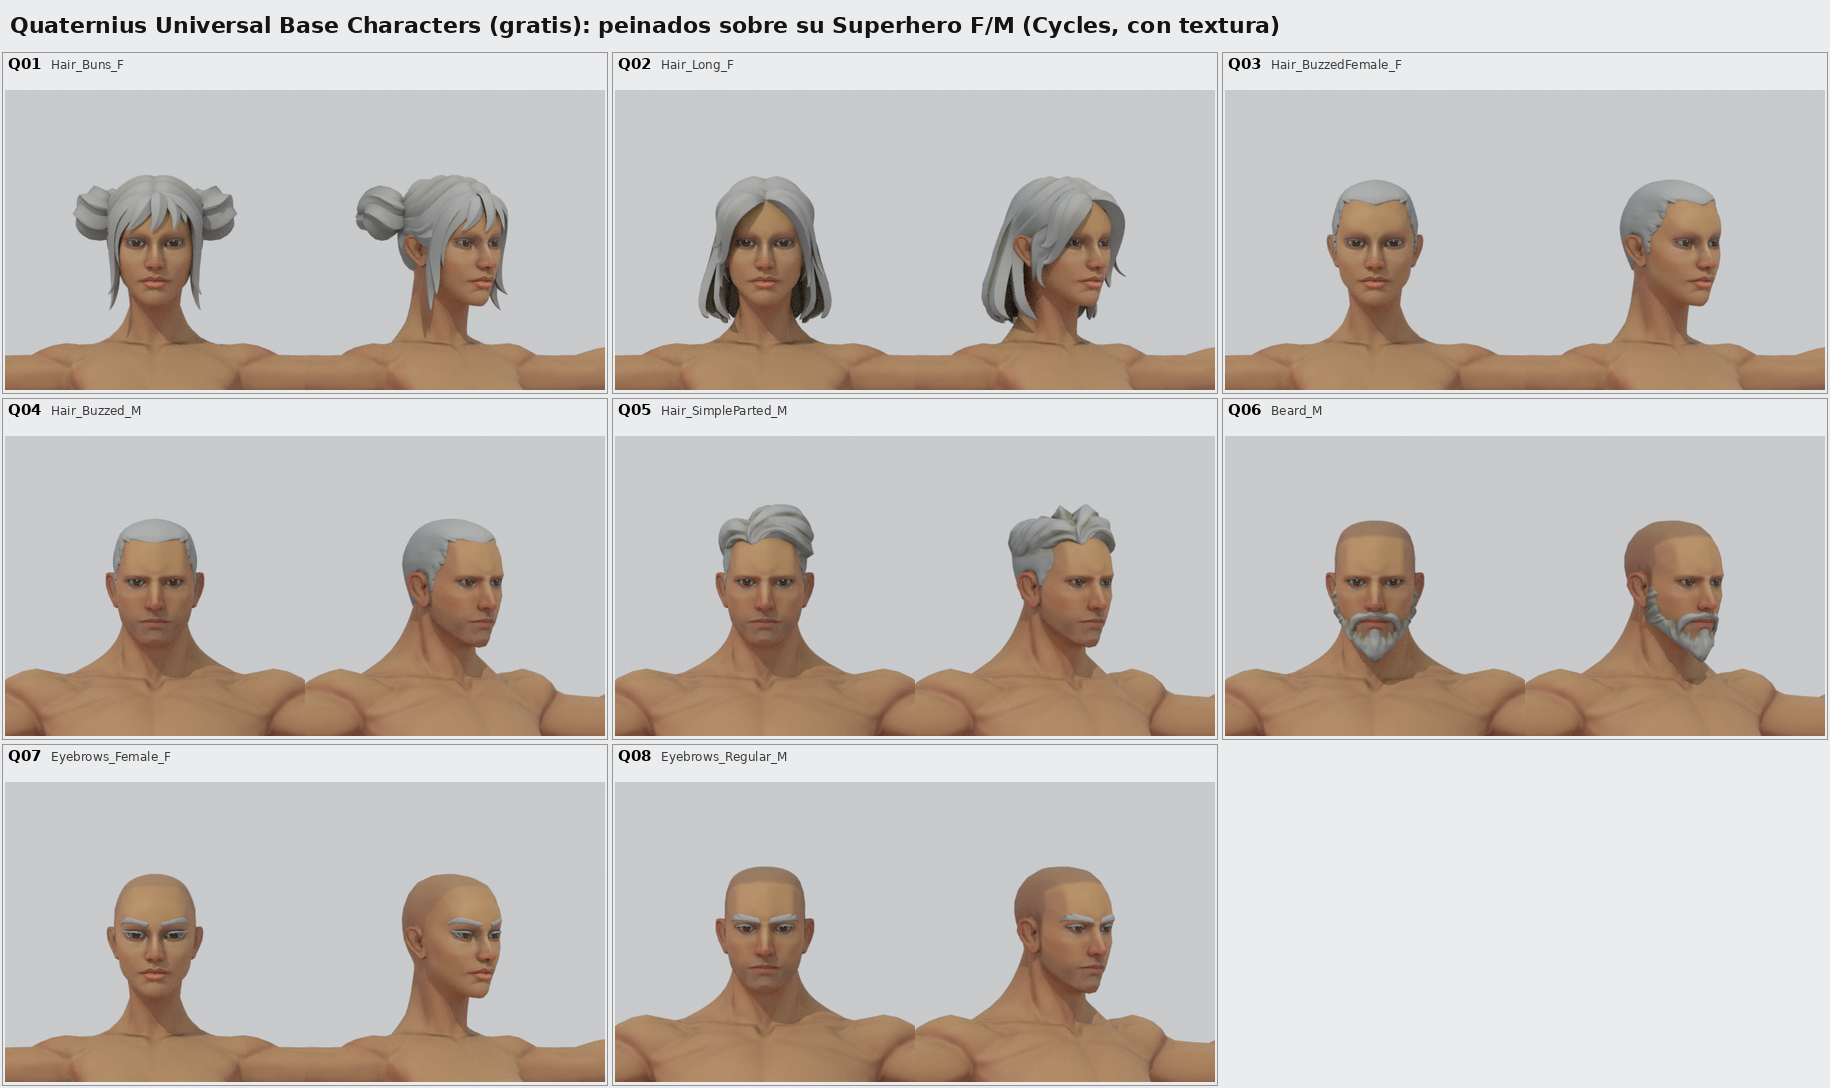 Quaternius Universal Base Characters (gratis): peinados sobre su Superhero F/M (Cycles, con textura)
Q01 Hair_Buns_F
Q02 Hair_Long_F
Q03 Hair_BuzzedFemale_F
Q04 Hair_Buzzed_M
Q05 Hair_SimpleParted_M
Q06 Beard_M
Q07 Eyebrows_Female_F
Q08 Eyebrows_Regular_M